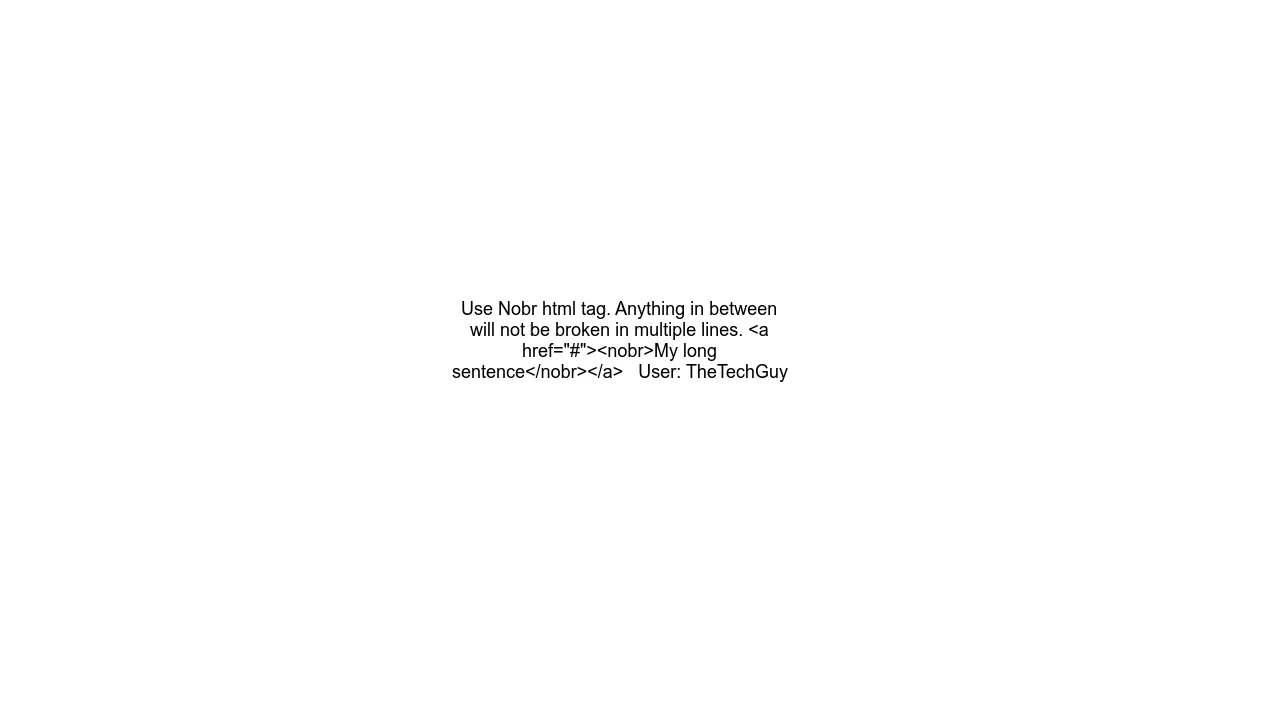 Use Nobr html tag. Anything in between
will not be broken in multiple lines. <a
href="#"><nobr>My long
sentence</nobr></a>   User: TheTechGuy